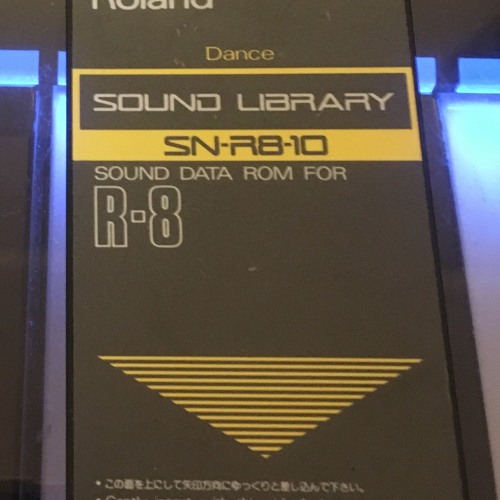 Roland
Dance
SOUND LIBRARY
SN-R8-10
SOUND DATA ROM FOR
R-8
• この面を上にして矢印方向にゆっくりと差し込んで下さい。